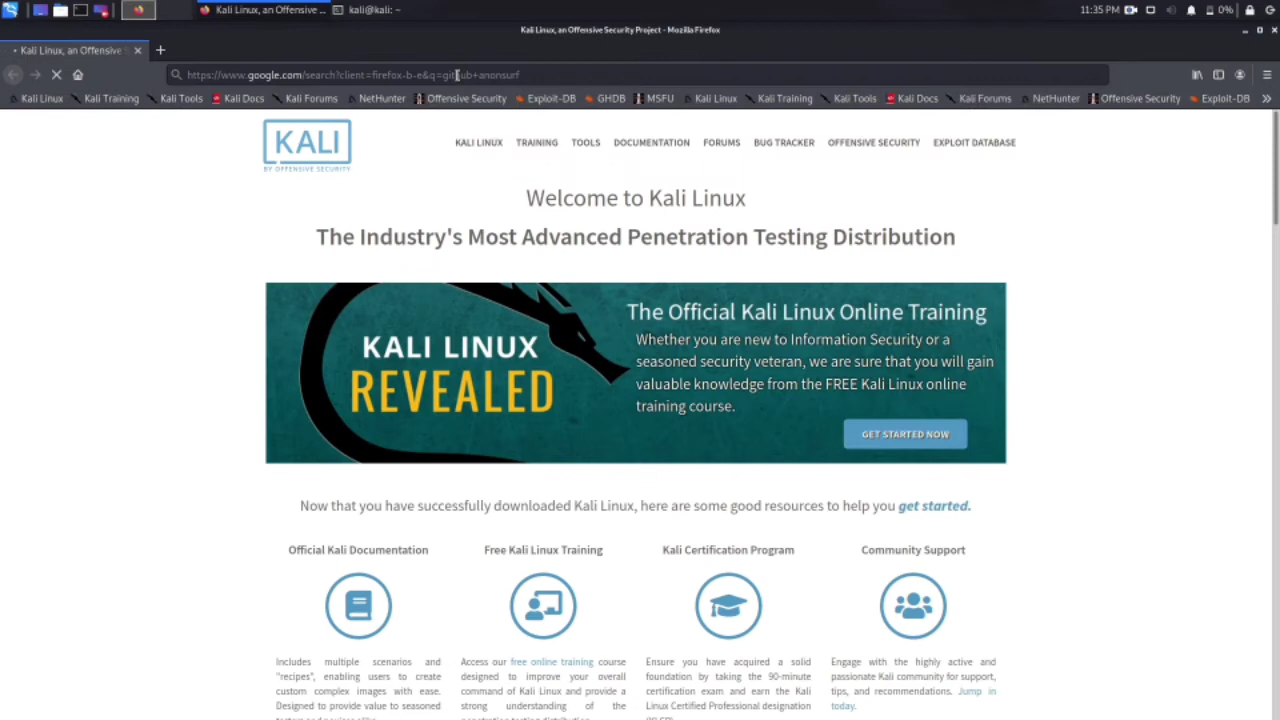 Kali Linux, an Offensive ...
kali@kali: ~
11:35 PM
0%
Kali Linux, an Offensive Security Project - Mozilla Firefox
Kali Linux, an Offensive S
https://www.google.com/search?client=firefox-b-e&q=github+anonsurf
Kali Linux
Kali Training
Kali Tools
Kali Docs
Kali Forums
NetHunter
Offensive Security
Exploit-DB
GHDB
MSFU
Kali Linux
Kali Training
Kali Tools
Kali Docs
Kali Forums
NetHunter
Offensive Security
Exploit-DB
KALI
BY OFFENSIVE SECURITY
KALI LINUX
TRAINING
TOOLS
DOCUMENTATION
FORUMS
BUG TRACKER
OFFENSIVE SECURITY
EXPLOIT DATABASE
Welcome to Kali Linux
The Industry's Most Advanced Penetration Testing Distribution
KALI LINUX
REVEALED
The Official Kali Linux Online Training
Whether you are new to Information Security or a
seasoned security veteran, we are sure that you will gain
valuable knowledge from the FREE Kali Linux online
training course.
GET STARTED NOW
Now that you have successfully downloaded Kali Linux, here are some good resources to help you get started.
Official Kali Documentation
Includes multiple scenarios and
"recipes", enabling users to create
custom complex images with ease.
Designed to provide value to seasoned
Free Kali Linux Training
Access our free online training course
designed to improve your overall
command of Kali Linux and provide a
strong understanding of the
penetration testing distribution.
Kali Certification Program
Ensure you have acquired a solid
foundation by taking the 90-minute
certification exam and earn the Kali
Linux Certified Professional designation
Community Support
Engage with the highly active and
passionate Kali community for support,
tips, and recommendations. Jump in
today.